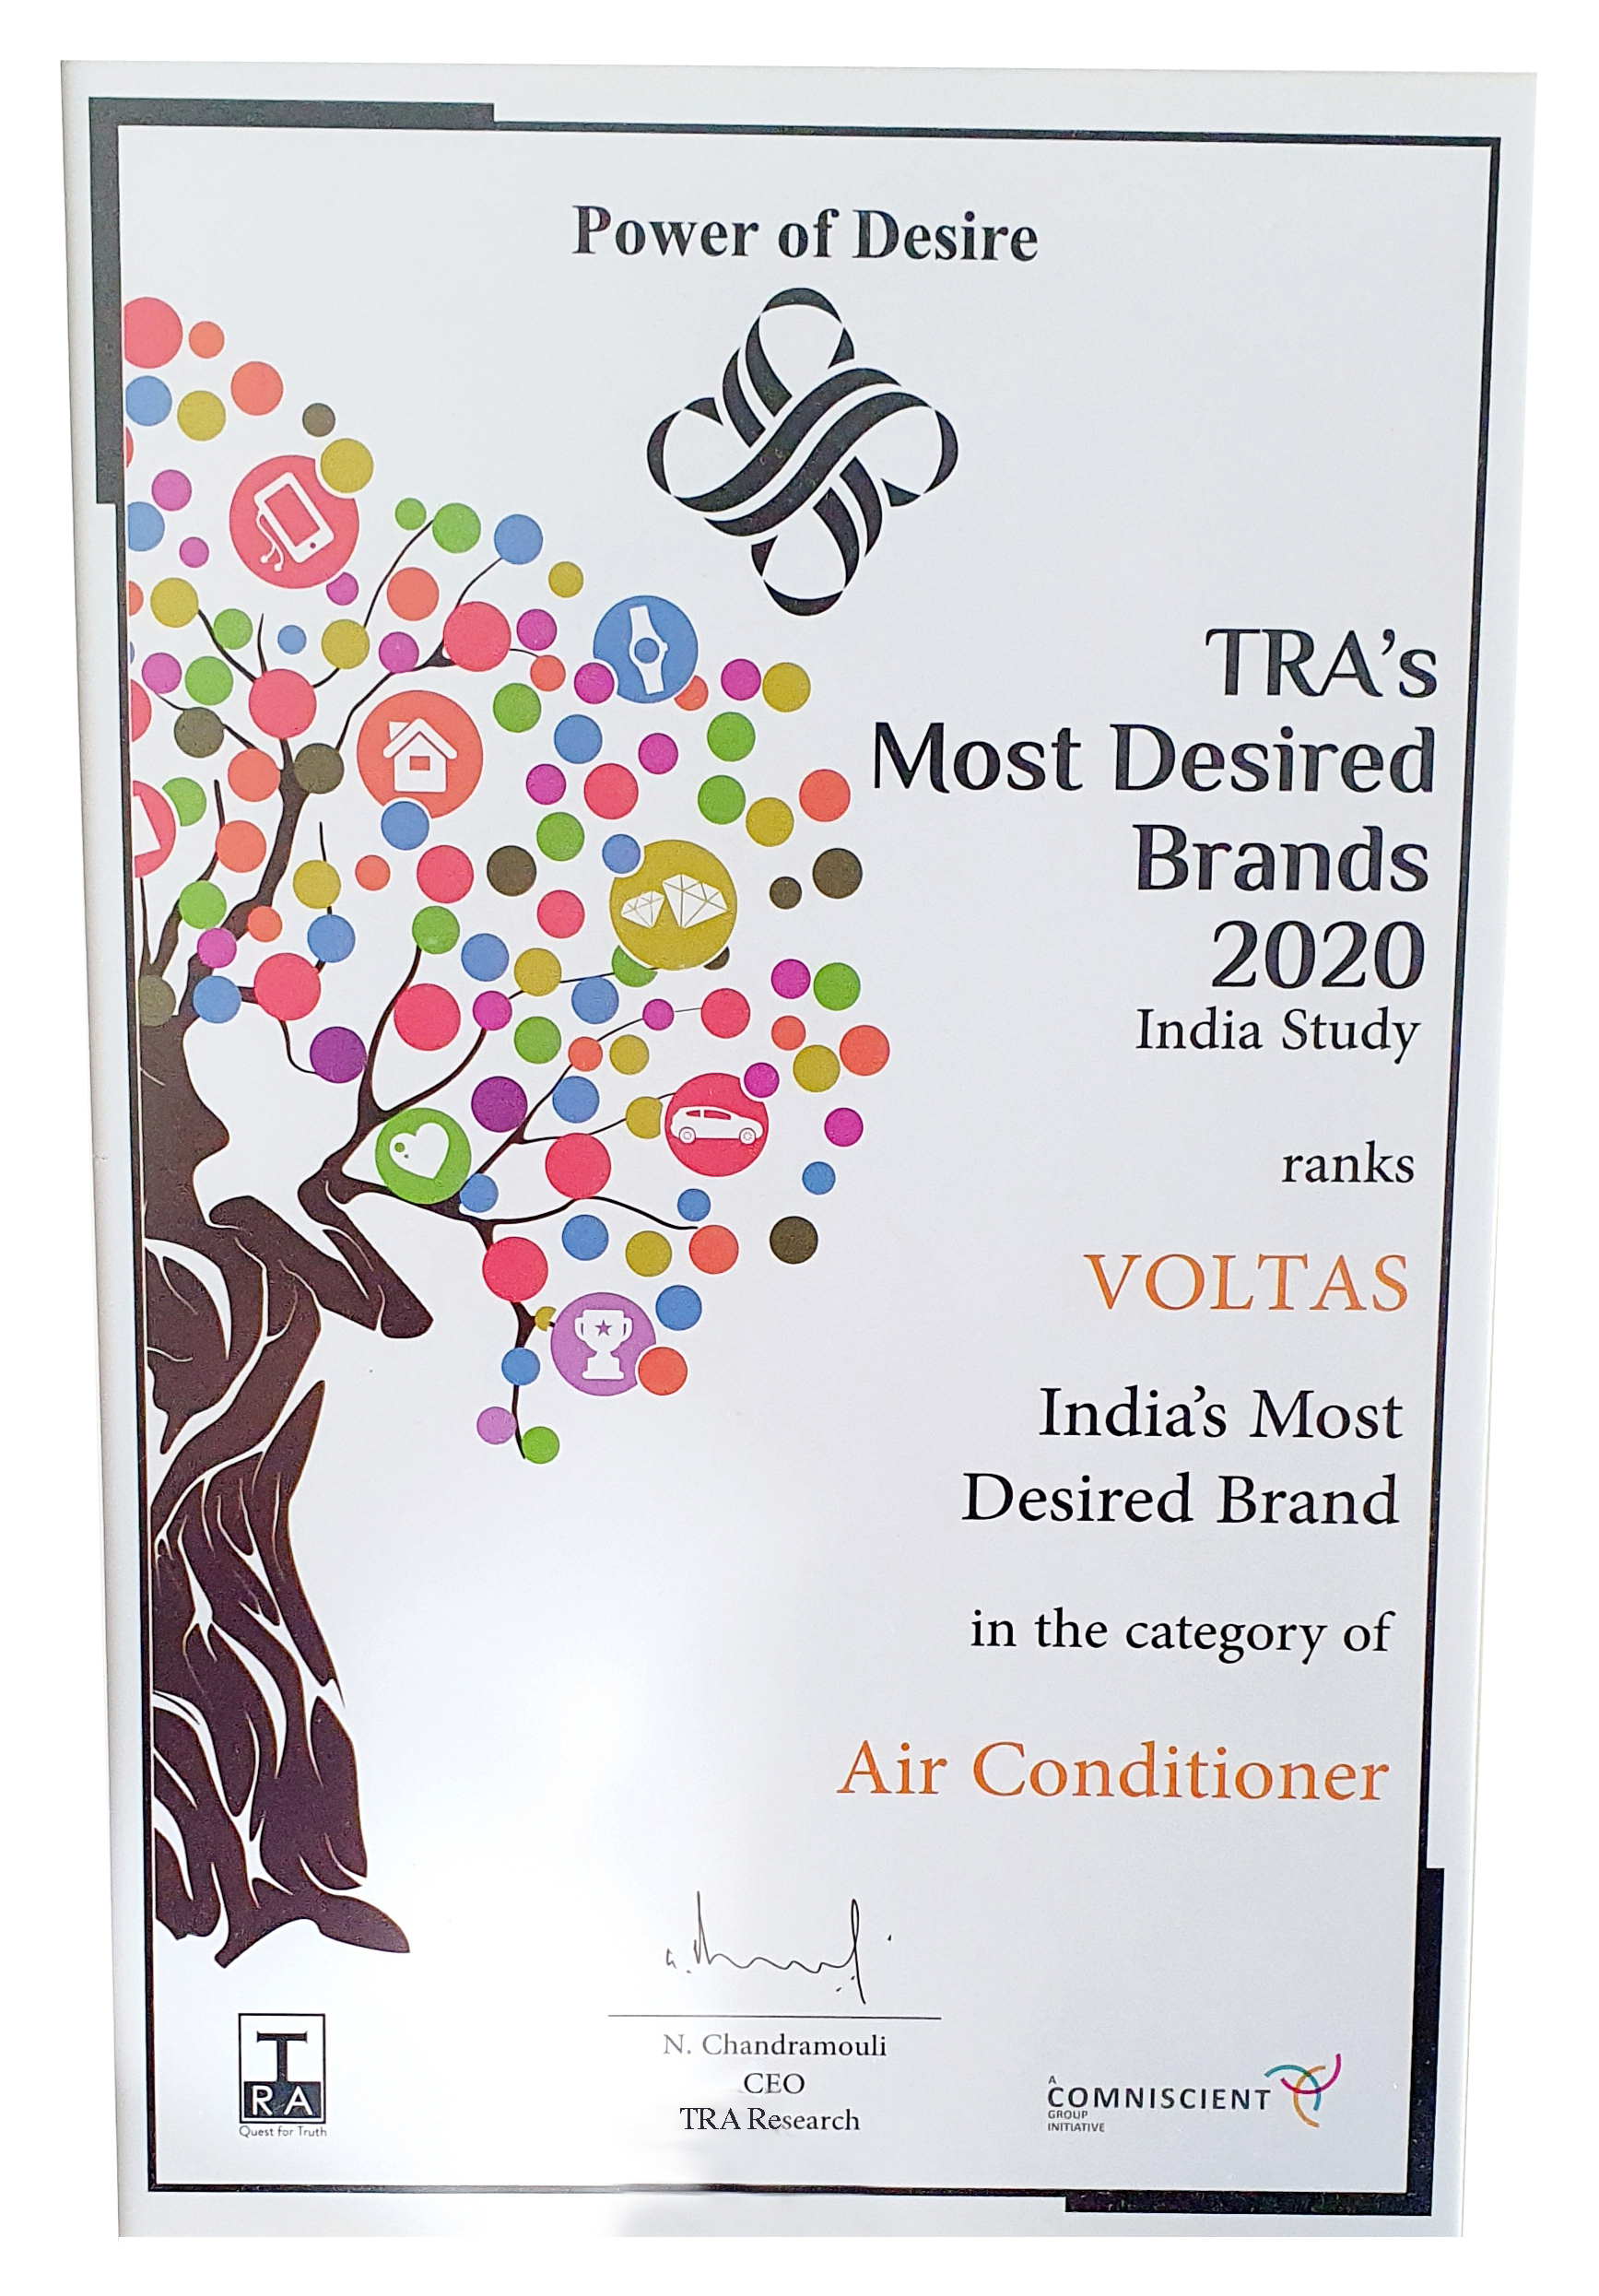 Power of Desire
TRA's
Most Desired
Brands
2020
India Study
ranks
VOLTAS
India's Most
Desired Brand
in the category of
Air Conditioner
N. Chandramouli
CEO
TRA Research
T
RA
Quest for Truth
A
COMNISCIENT
GROUP
INITIATIVE